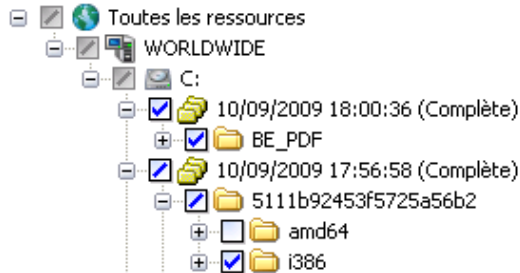 Toutes les ressources
WORLDWIDE
C:
10/09/2009 18:00:36 (Complète)
BE_PDF
10/09/2009 17:56:58 (Complète)
5111b92453f5725a56b2
amd64
i386